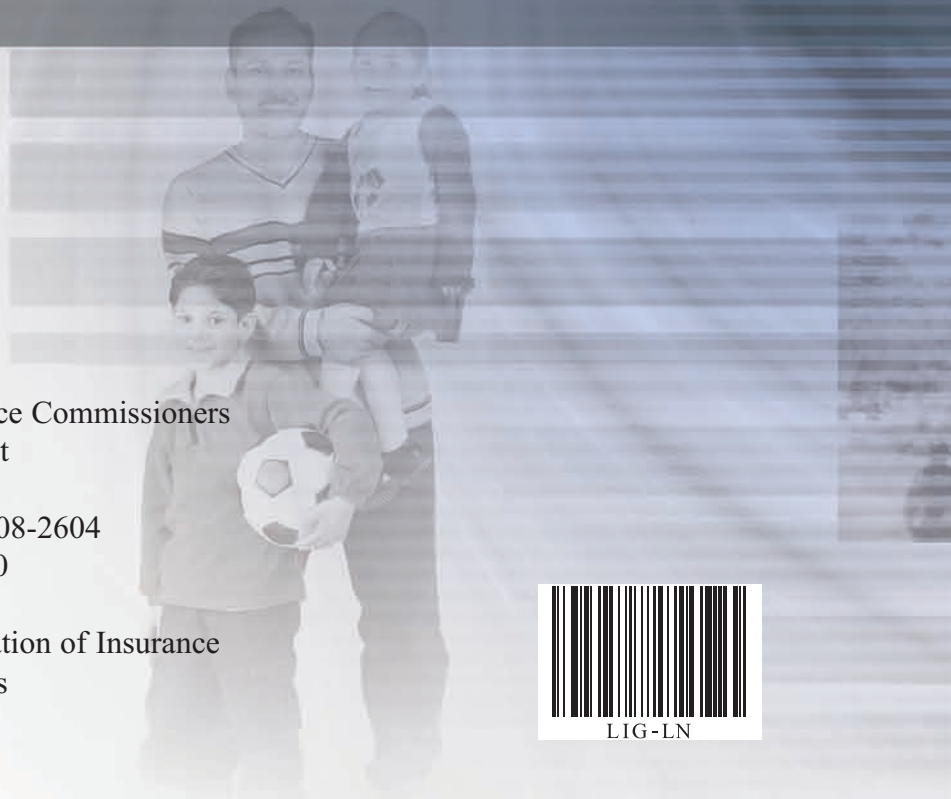 ce Commissioners
t
08-2604
0
tion of Insurance
s
LIG-LN